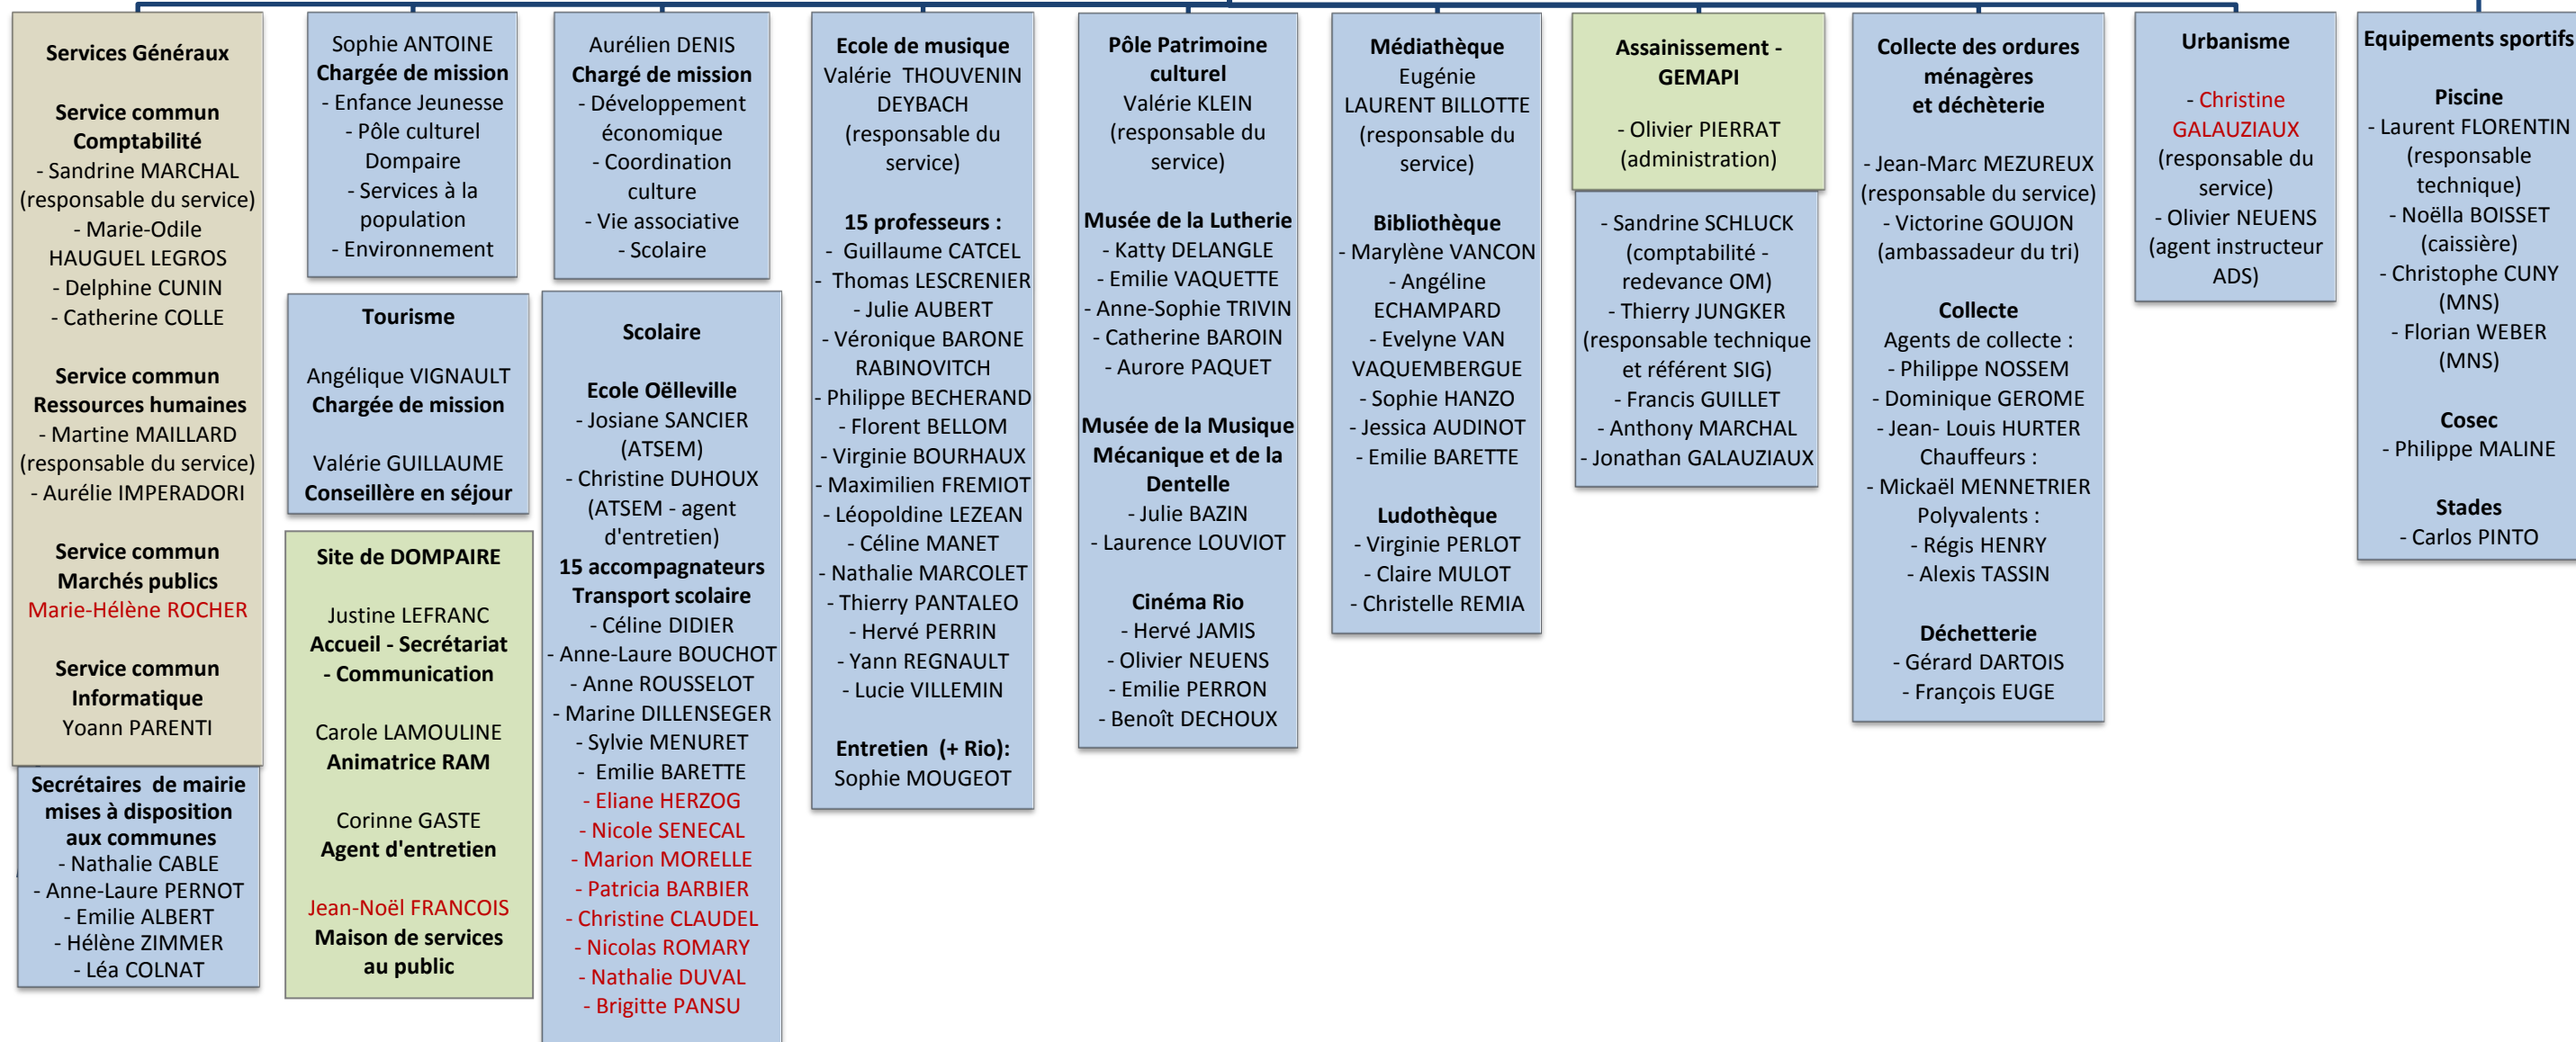 Services Généraux
Service commun
Comptabilité
- Sandrine MARCHAL
(responsable du service)
- Marie-Odile
HAUGUEL LEGROS
- Delphine CUNIN
- Catherine COLLE
Service commun
Ressources humaines
- Martine MAILLARD
(responsable du service)
- Aurélie IMPERADORI
Service commun
Marchés publics
Marie-Hélène ROCHER
Service commun
Informatique
Yoann PARENTI
Secrétaires de mairie
mises à disposition
aux communes
- Nathalie CABLE
- Anne-Laure PERNOT
- Emilie ALBERT
- Hélène ZIMMER
- Léa COLNAT
Sophie ANTOINE
Chargée de mission
- Enfance Jeunesse
- Pôle culturel
Dompaire
- Services à la
population
- Environnement
Tourisme
Angélique VIGNAULT
Chargée de mission
Valérie GUILLAUME
Conseillère en séjour
Site de DOMPAIRE
Justine LEFRANC
Accueil - Secrétariat
- Communication
Carole LAMOULINE
Animatrice RAM
Corinne GASTE
Agent d'entretien
Jean-Noël FRANCOIS
Maison de services
au public
Aurélien DENIS
Chargé de mission
- Développement
économique
- Coordination
culture
- Vie associative
- Scolaire
Scolaire
Ecole Oëlleville
- Josiane SANCIER
(ATSEM)
- Christine DUHOUX
(ATSEM - agent
d'entretien)
15 accompagnateurs
Transport scolaire
- Céline DIDIER
- Anne-Laure BOUCHOT
- Anne ROUSSELOT
- Marine DILLENSEGER
- Sylvie MENURET
- Emilie BARETTE
- Eliane HERZOG
- Nicole SENECAL
- Marion MORELLE
- Patricia BARBIER
- Christine CLAUDEL
- Nicolas ROMARY
- Nathalie DUVAL
- Brigitte PANSU
Ecole de musique
Valérie THOUVENIN
DEYBACH
(responsable du
service)
15 professeurs :
- Guillaume CATCEL
- Thomas LESCRENIER
- Julie AUBERT
- Véronique BARONE
RABINOVITCH
- Philippe BECHERAND
- Florent BELLOM
- Virginie BOURHAUX
- Maximilien FREMIOT
- Léopoldine LEZEAN
- Céline MANET
- Nathalie MARCOLET
- Thierry PANTALEO
- Hervé PERRIN
- Yann REGNAULT
- Lucie VILLEMIN
Entretien (+ Rio):
Sophie MOUGEOT
Pôle Patrimoine
culturel
Valérie KLEIN
(responsable du
service)
Musée de la Lutherie
- Katty DELANGLE
- Emilie VAQUETTE
- Anne-Sophie TRIVIN
- Catherine BAROIN
- Aurore PAQUET
Musée de la Musique
Mécanique et de la
Dentelle
- Julie BAZIN
- Laurence LOUVIOT
Cinéma Rio
- Hervé JAMIS
- Olivier NEUENS
- Emilie PERRON
- Benoît DECHOUX
Médiathèque
Eugénie
LAURENT BILLOTTE
(responsable du
service)
Bibliothèque
- Marylène VANCON
- Angéline
ECHAMPARD
- Evelyne VAN
VAQUEMBERGUE
- Sophie HANZO
- Jessica AUDINOT
- Emilie BARETTE
Ludothèque
- Virginie PERLOT
- Claire MULOT
- Christelle REMIA
Assainissement -
GEMAPI
- Olivier PIERRAT
(administration)
- Sandrine SCHLUCK
(comptabilité -
redevance OM)
- Thierry JUNGKER
(responsable technique
et référent SIG)
- Francis GUILLET
- Anthony MARCHAL
- Jonathan GALAUZIAUX
Collecte des ordures
ménagères
et déchèterie
- Jean-Marc MEZUREUX
(responsable du service)
- Victorine GOUJON
(ambassadeur du tri)
Collecte
Agents de collecte :
- Philippe NOSSEM
- Dominique GEROME
- Jean- Louis HURTER
Chauffeurs :
- Mickaël MENNETRIER
Polyvalents :
- Régis HENRY
- Alexis TASSIN
Déchetterie
- Gérard DARTOIS
- François EUGE
Urbanisme
- Christine
GALAUZIAUX
(responsable du
service)
- Olivier NEUENS
(agent instructeur
ADS)
Equipements sportifs
Piscine
- Laurent FLORENTIN
(responsable
technique)
- Noëlla BOISSET
(caissière)
- Christophe CUNY
(MNS)
- Florian WEBER
(MNS)
Cosec
- Philippe MALINE
Stades
- Carlos PINTO